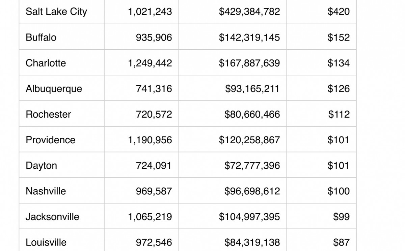 Salt Lake City 1,021,243 $429,384,782 $420
Buffalo 935,906 $142,319,145 $152
Charlotte 1,249,442 $167,887,639 $134
Albuquerque 741,316 $93,165,211 $126
Rochester 720,572 $80,660,466 $112
Providence 1,190,956 $120,258,867 $101
Dayton 724,091 $72,777,396 $101
Nashville 969,587 $96,698,612 $100
Jacksonville 1,065,219 $104,997,395 $99
Louisville 972,546 $84,319,138 $87